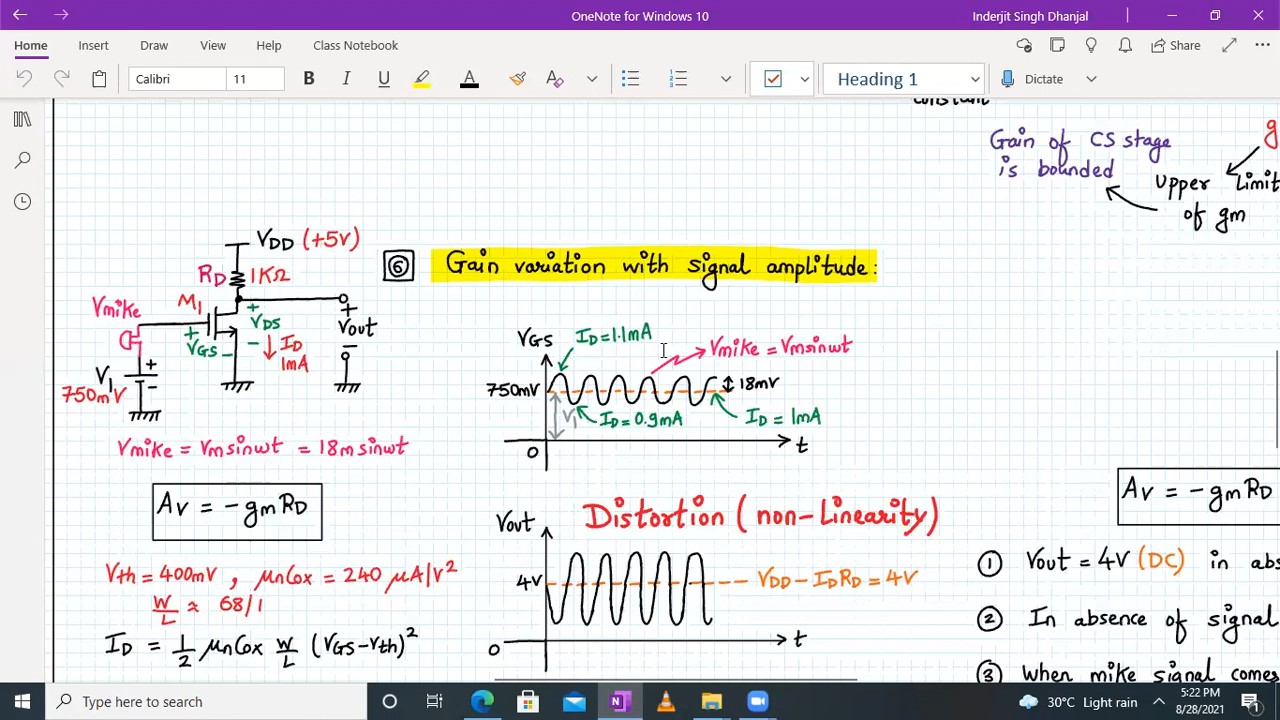 OneNote for Windows 10
Inderjit Singh Dhanjal
Home Insert Draw View Help Class Notebook
Share
Calibri 11 B I U A Heading 1 Dictate
constant
Gain of CS stage
is bounded
Upper Limit
of gm
VDD (+5V)
RD 1KΩ
Vmike
M1
+
VDS
-
+
VGS -
ID
1mA
+
Vout
-
V1
+
-
750mV
Vmike = Vmsinwt = 18msinwt
Av = -gmRD
Vth = 400mV , μnCox = 240 μA/V²
W/L ≈ 68/1
ID = 1/2 μnCox W/L (VGS-Vth)²
⑥ Gain variation with signal amplitude:
VGS
ID=1.1mA
Vmike = Vmsinwt
750mV
18mV
V1
ID=0.9mA
ID = 1mA
0
t
Distortion (non-Linearity)
Vout
4V
VDD - IDRD = 4V
0
t
Av = -gmRD
① Vout = 4V (DC) in abs
② In absence of signal
③ When mike signal comes
Type here to search
30°C Light rain
5:22 PM
8/28/2021